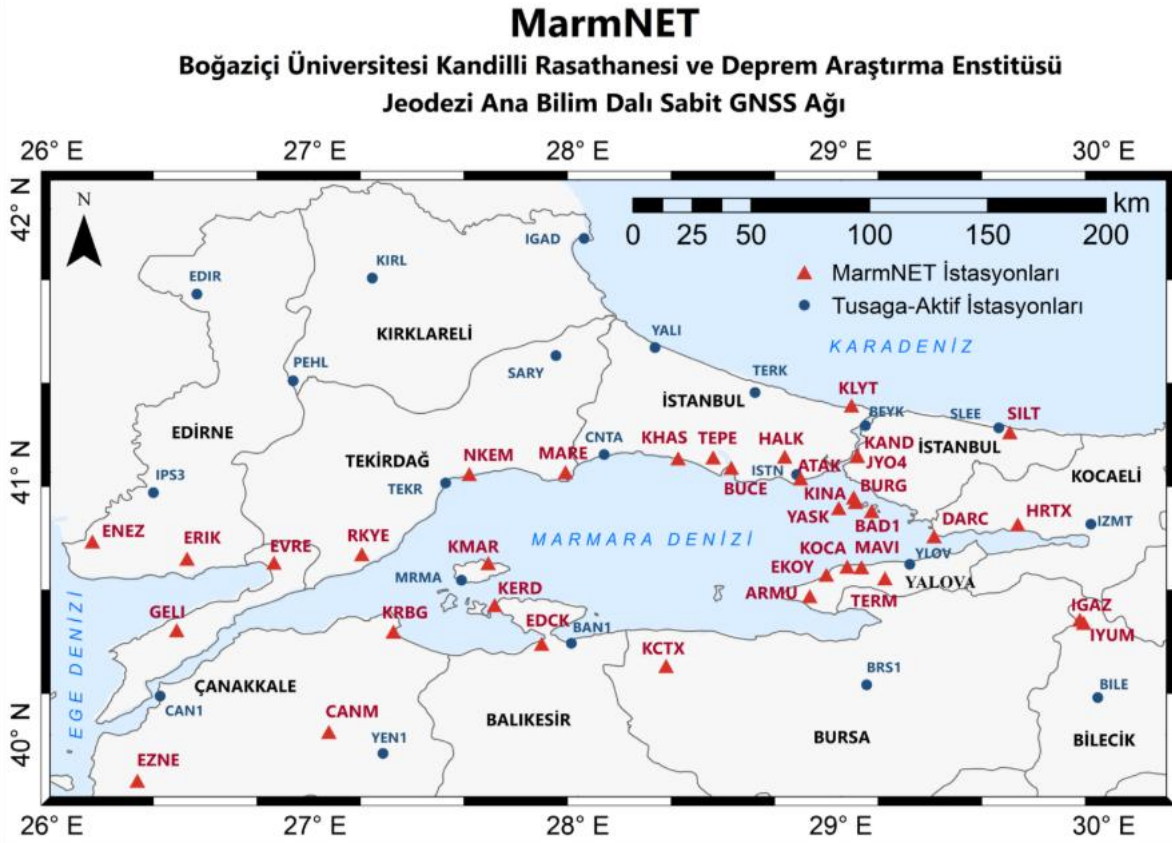 MarmNET
Boğaziçi Üniversitesi Kandilli Rasathanesi ve Deprem Araştırma Enstitüsü
Jeodezi Ana Bilim Dalı Sabit GNSS Ağı
26° E 27° E 28° E 29° E 30° E
42° N
N
km
0 25 50 100 150 200
MarmNET İstasyonları
Tusaga-Aktif İstasyonları
IGAD
KIRL
EDIR
KIRKLARELİ
KARADENİZ
YALI
PEHL
SARY
TERK
KLYT
İSTANBUL
BEYK
SLEE
SILT
EDİRNE
CNTA
KHAS
TEPE
HALK
KAND
İSTANBUL
TEKİRDAĞ
NKEM
MARE
JYO4
ISTN
ATAK
KOCAELİ
41° N
IPS3
TEKR
BUCE
KINA
BURG
YASK
BAD1
DARC
HRTX
IZMT
ENEZ
ERIK
EVRE
RKYE
KMAR
MARMARA DENİZİ
KOCA
MAVI
YLOV
EKOY
YALOVA
MRMA
KERD
ARMU
TERM
GELI
KRBG
EDCK
BAN1
IGAZ
IYUM
KCTX
EGE DENİZİ
ÇANAKKALE
CAN1
BRS1
BILE
CANM
BALIKESİR
YEN1
BURSA
BİLECİK
40° N
EZNE
26° E 27° E 28° E 29° E 30° E